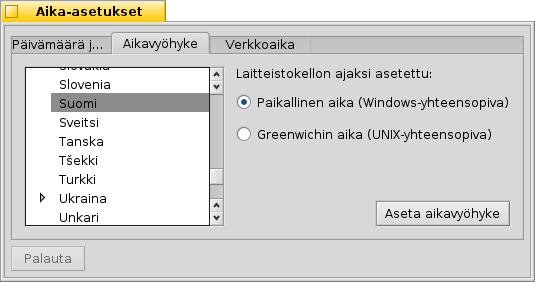 Aika-asetukset
Päivämäärä j... Aikavyöhyke Verkkoaika
Slovakia
Slovenia
Suomi
Sveitsi
Tanska
Tšekki
Turkki
Ukraina
Unkari
Laitteistokellon ajaksi asetettu:
Paikallinen aika (Windows-yhteensopiva)
Greenwichin aika (UNIX-yhteensopiva)
Aseta aikavyöhyke
Palauta